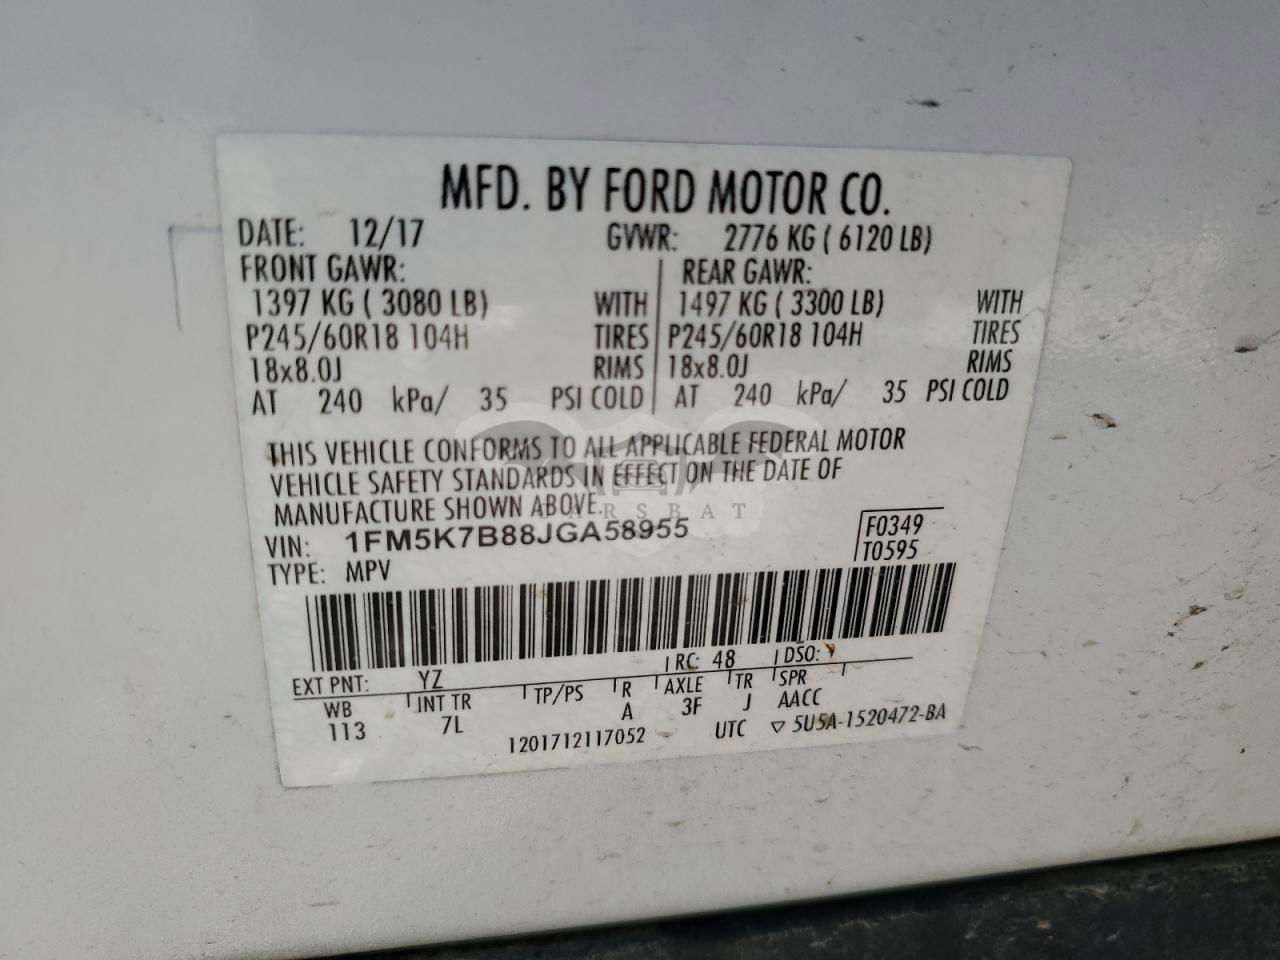 MFD. BY FORD MOTOR CO.
DATE: 12/17 GVWR: 2776 KG ( 6120 LB)
FRONT GAWR: REAR GAWR:
1397 KG ( 3080 LB) WITH 1497 KG ( 3300 LB) WITH
P245/60R18 104H TIRES P245/60R18 104H TIRES
18x8.0J RIMS 18x8.0J RIMS
AT 240 kPa/ 35 PSI COLD AT 240 kPa/ 35 PSI COLD
THIS VEHICLE CONFORMS TO ALL APPLICABLE FEDERAL MOTOR
VEHICLE SAFETY STANDARDS IN EFFECT ON THE DATE OF
MANUFACTURE SHOWN ABOVE.
CARSBAT
VIN: 1FM5K7B88JGA58955 F0349
TYPE: MPV T0595
EXT PNT: YZ RC: 48 DSO:
WB INT TR TP/PS R AXLE TR SPR
113 7L A 3F J AACC
1201712117052 UTC ▽ 5U5A-1520472-BA